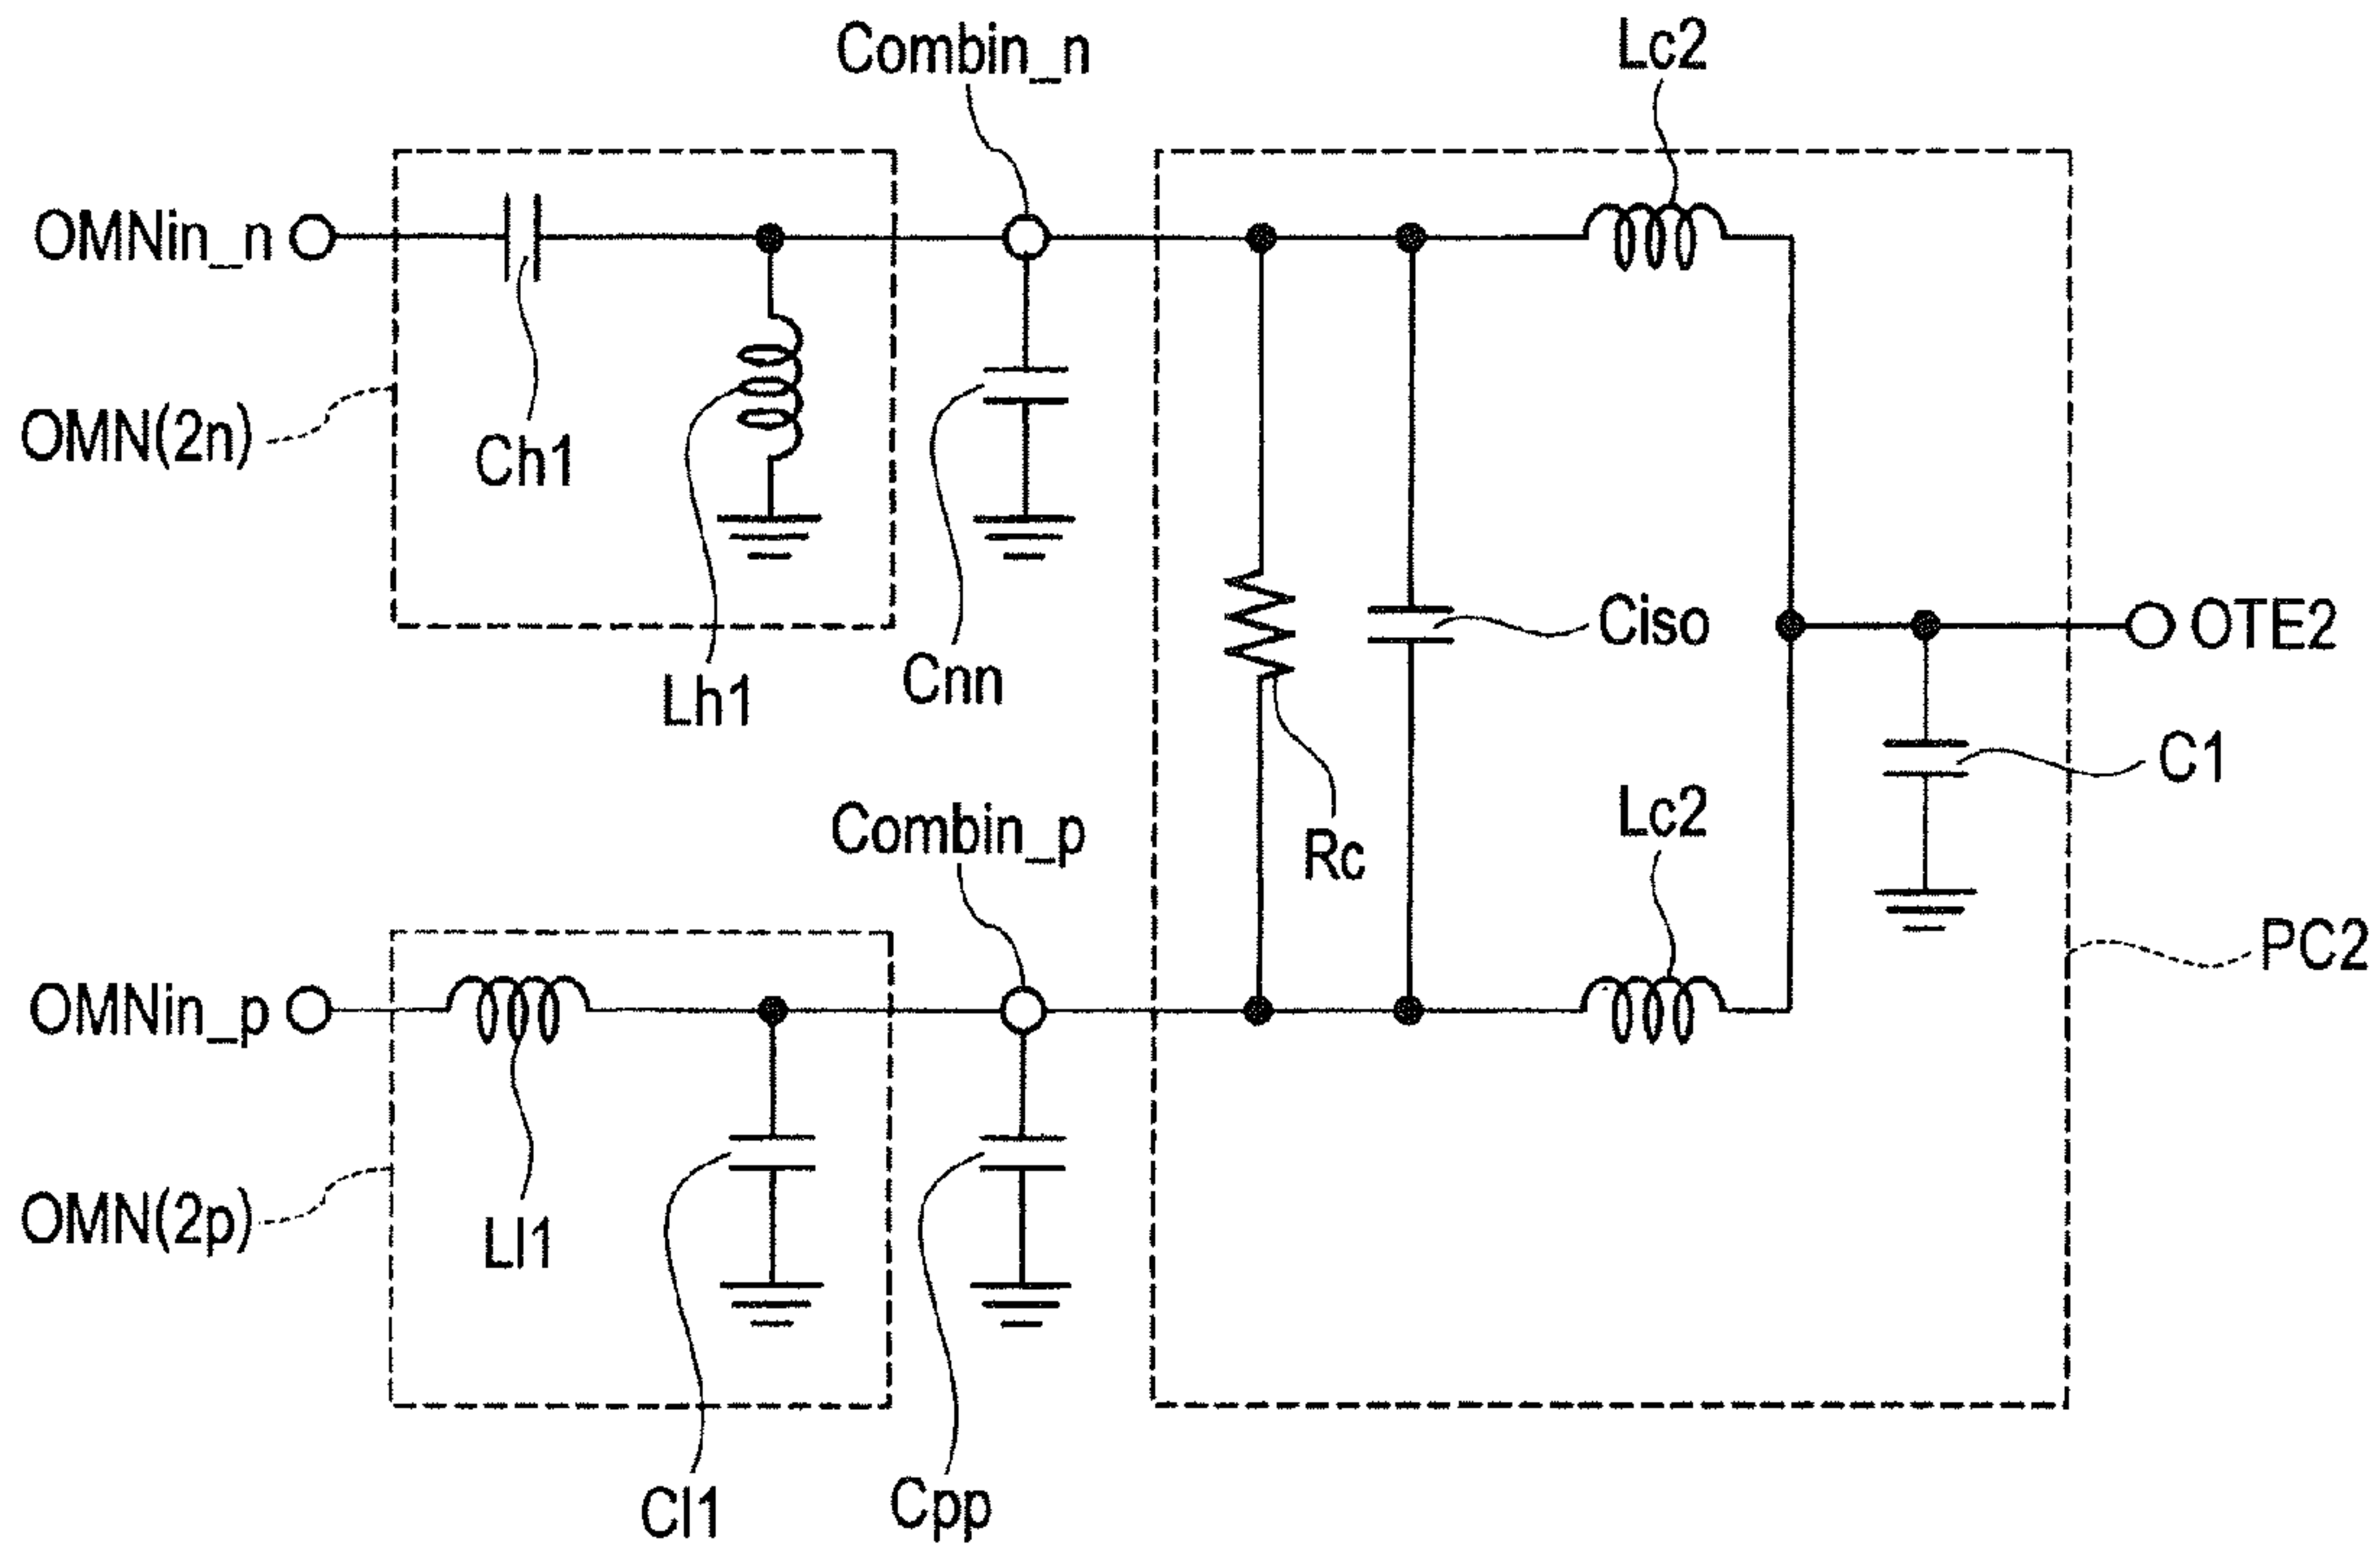 Combin_n
Lc2
OMNin_n
OMN(2n)
Ch1
Lh1
Cnn
Ciso
OTE2
C1
Rc
Lc2
Combin_p
PC2
OMNin_p
OMN(2p)
Ll1
Cl1
Cpp